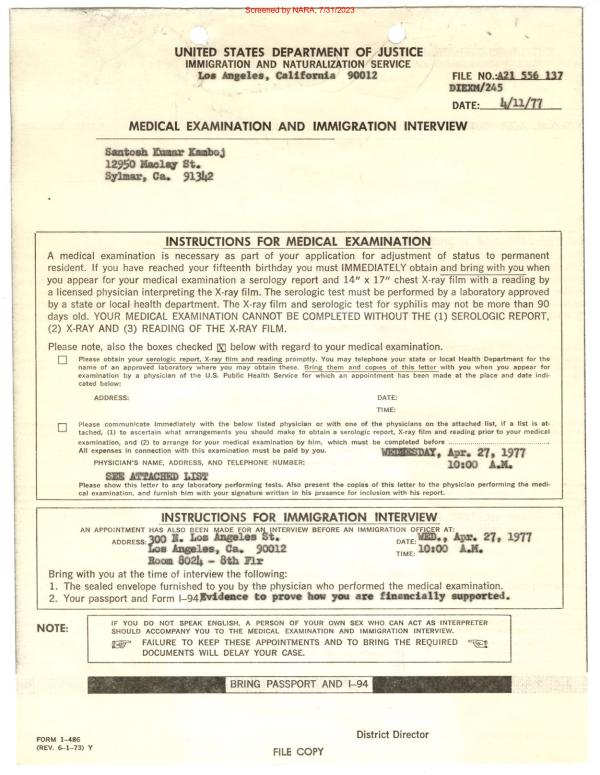 Screened by NARA, 7/31/2023
UNITED STATES DEPARTMENT OF JUSTICE
IMMIGRATION AND NATURALIZATION SERVICE
Los Angeles, California 90012
FILE NO.: A21 556 137
DIEXM/245
DATE: 4/11/77
MEDICAL EXAMINATION AND IMMIGRATION INTERVIEW
Santosh Kumar Kamboj
12950 Maclay St.
Sylmar, Ca. 91342
INSTRUCTIONS FOR MEDICAL EXAMINATION
A medical examination is necessary as part of your application for adjustment of status to permanent
resident. If you have reached your fifteenth birthday you must IMMEDIATELY obtain and bring with you when
you appear for your medical examination a serology report and 14" x 17" chest X-ray film with a reading by
a licensed physician interpreting the X-ray film. The serologic test must be performed by a laboratory approved
by a state or local health department. The X-ray film and serologic test for syphilis may not be more than 90
days old. YOUR MEDICAL EXAMINATION CANNOT BE COMPLETED WITHOUT THE (1) SEROLOGIC REPORT,
(2) X-RAY AND (3) READING OF THE X-RAY FILM.
Please note, also the boxes checked X below with regard to your medical examination.
Please obtain your serologic report, X-ray film and reading promptly. You may telephone your state or local Health Department for the
name of an approved laboratory where you may obtain these. Bring them and copies of this letter with you when you appear for
examination by a physician of the U.S. Public Health Service for which an appointment has been made at the place and date indi-
cated below:
ADDRESS: DATE:
TIME:
Please communicate immediately with the below listed physician or with one of the physicians on the attached list, if a list is at-
tached, (1) to ascertain what arrangements you should make to obtain a serologic report, X-ray film and reading prior to your medical
examination, and (2) to arrange for your medical examination by him, which must be completed before
All expenses in connection with this examination must be paid by you. WEDNESDAY, Apr. 27, 1977
PHYSICIAN'S NAME, ADDRESS, AND TELEPHONE NUMBER; 10:00 A.M.
SEE ATTACHED LIST
Please show this letter to any laboratory performing tests. Also present the copies of this letter to the physician performing the medi-
cal examination, and furnish him with your signature written in his presence for inclusion with his report.
INSTRUCTIONS FOR IMMIGRATION INTERVIEW
AN APPOINTMENT HAS ALSO BEEN MADE FOR AN INTERVIEW BEFORE AN IMMIGRATION OFFICER AT:
ADDRESS: 300 N. Los Angeles St. DATE: WED., Apr. 27, 1977
Los Angeles, Ca. 90012 TIME: 10:00 A.M.
Room 8024 - 8th Flr
Bring with you at the time of interview the following:
1. The sealed envelope furnished to you by the physician who performed the medical examination.
2. Your passport and Form I-94 Evidence to prove how you are financially supported.
NOTE:
IF YOU DO NOT SPEAK ENGLISH, A PERSON OF YOUR OWN SEX WHO CAN ACT AS INTERPRETER
SHOULD ACCOMPANY YOU TO THE MEDICAL EXAMINATION AND IMMIGRATION INTERVIEW.
FAILURE TO KEEP THESE APPOINTMENTS AND TO BRING THE REQUIRED
DOCUMENTS WILL DELAY YOUR CASE.
BRING PASSPORT AND I-94
FORM I-486
(REV. 6-1-73) Y
District Director
FILE COPY